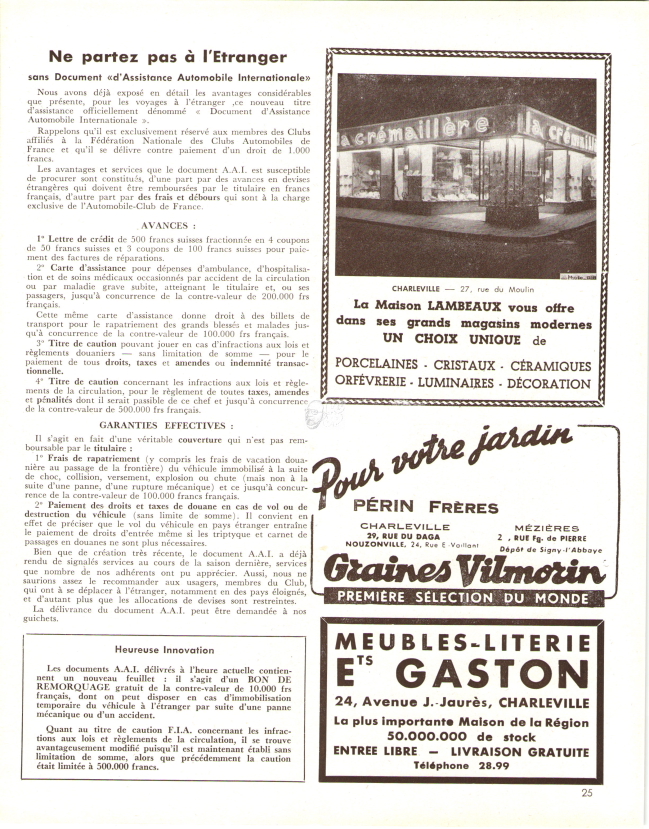 Ne partez pas à l'Etranger
sans Document «d'Assistance Automobile Internationale»
Nous avons déjà exposé en détail les avantages considérables
que présente, pour les voyages à l'étranger ,ce nouveau titre
d'assistance officiellement dénommé « Document d'Assistance
Automobile Internationale ».
Rappelons qu'il est exclusivement réservé aux membres des Clubs
affiliés à la Fédération Nationale des Clubs Automobiles de
France et qu'il se délivre contre paiement d'un droit de 1.000
francs.
Les avantages et services que le document A.A.I. est susceptible
de procurer sont constitués, d'une part par des avances en devises
étrangères qui doivent être remboursées par le titulaire en francs
français, d'autre part par des frais et débours qui sont à la charge
exclusive de l'Automobile-Club de France.
AVANCES :
1° Lettre de crédit de 500 francs suisses fractionnée en 4 coupons
de 50 francs suisses et 3 coupons de 100 francs suisses pour paie-
ment des factures de réparations.
2° Carte d'assistance pour dépenses d'ambulance, d'hospitalisa-
tion et de soins médicaux occasionnés par accident de la circulation
ou par maladie grave subite, atteignant le titulaire et, ou ses
passagers, jusqu'à concurrence de la contre-valeur de 200.000 frs
français.
Cette même carte d'assistance donne droit à des billets de
transport pour le rapatriement des grands blessés et malades jus-
qu'à concurrence de la contre-valeur de 100.000 frs français.
3° Titre de caution pouvant jouer en cas d'infractions aux lois et
règlements douaniers — sans limitation de somme — pour le
paiement de tous droits, taxes et amendes ou indemnité transac-
tionnelle.
4° Titre de caution concernant les infractions aux lois et règle-
ments de la circulation, pour le règlement de toutes taxes, amendes
et pénalités dont il serait passible de ce chef et jusqu'à concurrence
de la contre-valeur de 500.000 frs français.
GARANTIES EFFECTIVES :
Il s'agit en fait d'une véritable couverture qui n'est pas rem-
boursable par le titulaire :
1° Frais de rapatriement (y compris les frais de vacation doua-
nière au passage de la frontière) du véhicule immobilisé à la suite
de choc, collision, versement, explosion ou chute (mais non à la
suite d'une panne, d'une rupture mécanique) et ce jusqu'à concur-
rence de la contre-valeur de 100.000 francs français.
2° Paiement des droits et taxes de douane en cas de vol ou de
destruction du véhicule (sans limite de somme). Il convient en
effet de préciser que le vol du véhicule en pays étranger entraîne
le paiement de droits d'entrée même si les triptyque et carnet de
passages en douanes ne sont plus nécessaires.
Bien que de création très récente, le document A.A.I. a déjà
rendu de signalés services au cours de la saison dernière, services
que nombre de nos adhérents ont pu apprécier. Aussi, nous ne
saurions assez le recommander aux usagers, membres du Club,
qui ont à se déplacer à l'étranger, notamment en des pays éloignés,
et d'autant plus que les allocations de devises sont restreintes.
La délivrance du document A.A.I. peut être demandée à nos
guichets.
Heureuse Innovation
Les documents A.A.I. délivrés à l'heure actuelle contien-
nent un nouveau feuillet : il s'agit d'un BON DE
REMORQUAGE gratuit de la contre-valeur de 10.000 frs
français, dont on peut disposer en cas d'immobilisation
temporaire du véhicule à l'étranger par suite d'une panne
mécanique ou d'un accident.
Quant au titre de caution F.I.A. concernant les infrac-
tions aux lois et règlements de la circulation, il se trouve
avantageusement modifié puisqu'il est maintenant établi sans
limitation de somme, alors que précédemment la caution
était limitée à 500.000 francs.
la crémaillère la crémaill
CHARLEVILLE — 27, rue du Moulin
La Maison LAMBEAUX vous offre
dans ses grands magasins modernes
UN CHOIX UNIQUE de
PORCELAINES - CRISTAUX - CÉRAMIQUES
ORFÉVRERIE - LUMINAIRES - DÉCORATION
Pour votre jardin
PÉRIN FRÈRES
CHARLEVILLE
29, RUE DU DAGA
NOUZONVILLE, 24, Rue E Vaillant
MÉZIÈRES
2 , RUE Fg. de PIERRE
Dépôt de Signy-l'Abbaye
Graines Vilmorin
PREMIÈRE SÉLECTION DU MONDE
MEUBLES-LITERIE
ETS GASTON
24, Avenue J.-Jaurès, CHARLEVILLE
La plus importante Maison de la Région
50.000.000 de stock
ENTREE LIBRE — LIVRAISON GRATUITE
Téléphone 28.99
25